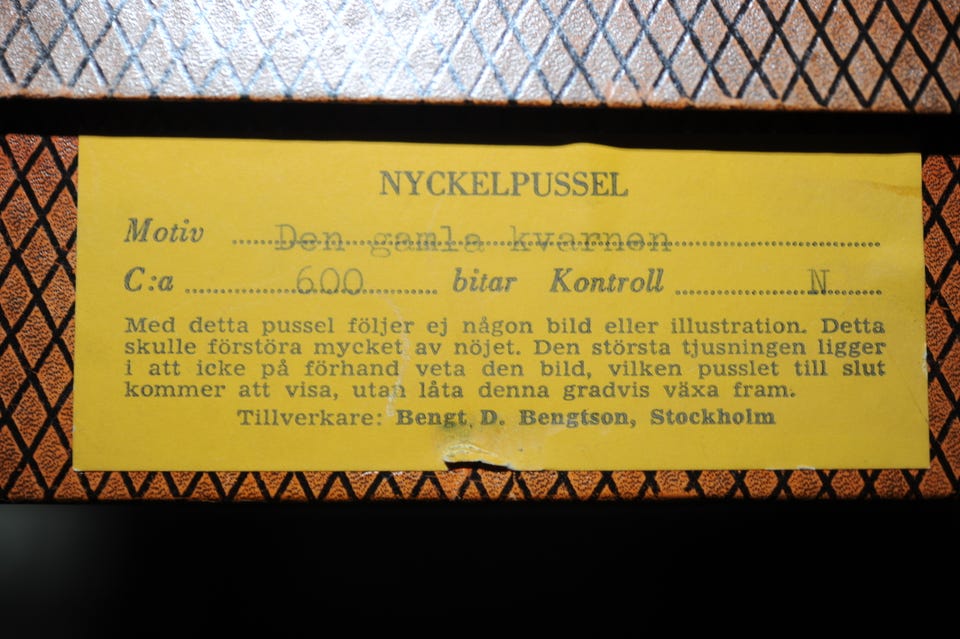 NYCKELPUSSEL
Motiv Den gamla kvarnen
C:a 600 bitar Kontroll N
Med detta pussel följer ej någon bild eller illustration. Detta
skulle förstöra mycket av nöjet. Den största tjusningen ligger
i att icke på förhand veta den bild, vilken pusslet till slut
kommer att visa, utan låta denna gradvis växa fram.
Tillverkare: Bengt D. Bengtson, Stockholm